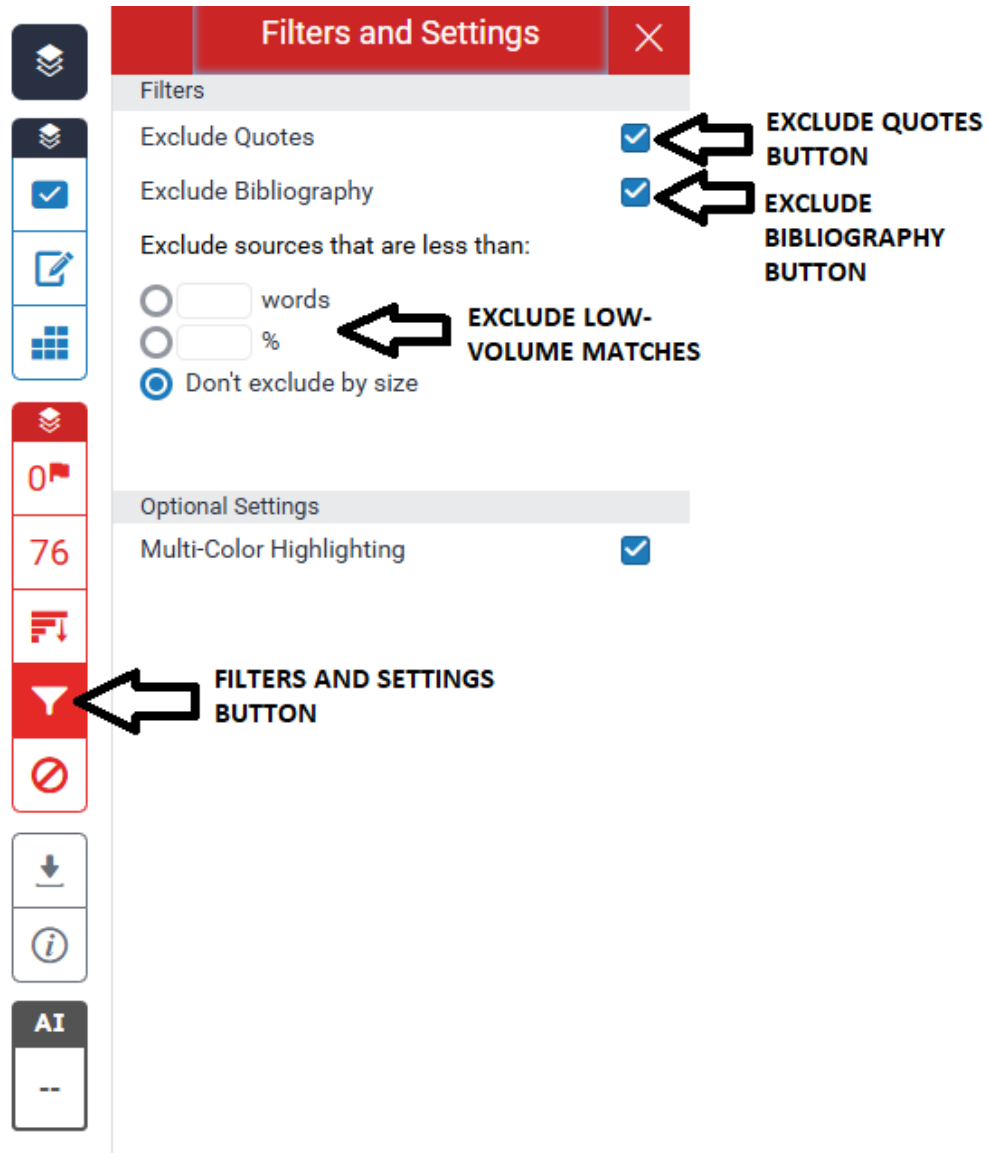 Filters and Settings
Filters
Exclude Quotes
EXCLUDE QUOTES
BUTTON
Exclude Bibliography
EXCLUDE
BIBLIOGRAPHY
BUTTON
Exclude sources that are less than:
words
%
EXCLUDE LOW-
VOLUME MATCHES
Don't exclude by size
0
Optional Settings
76
Multi-Color Highlighting
FILTERS AND SETTINGS
BUTTON
i
AI
--